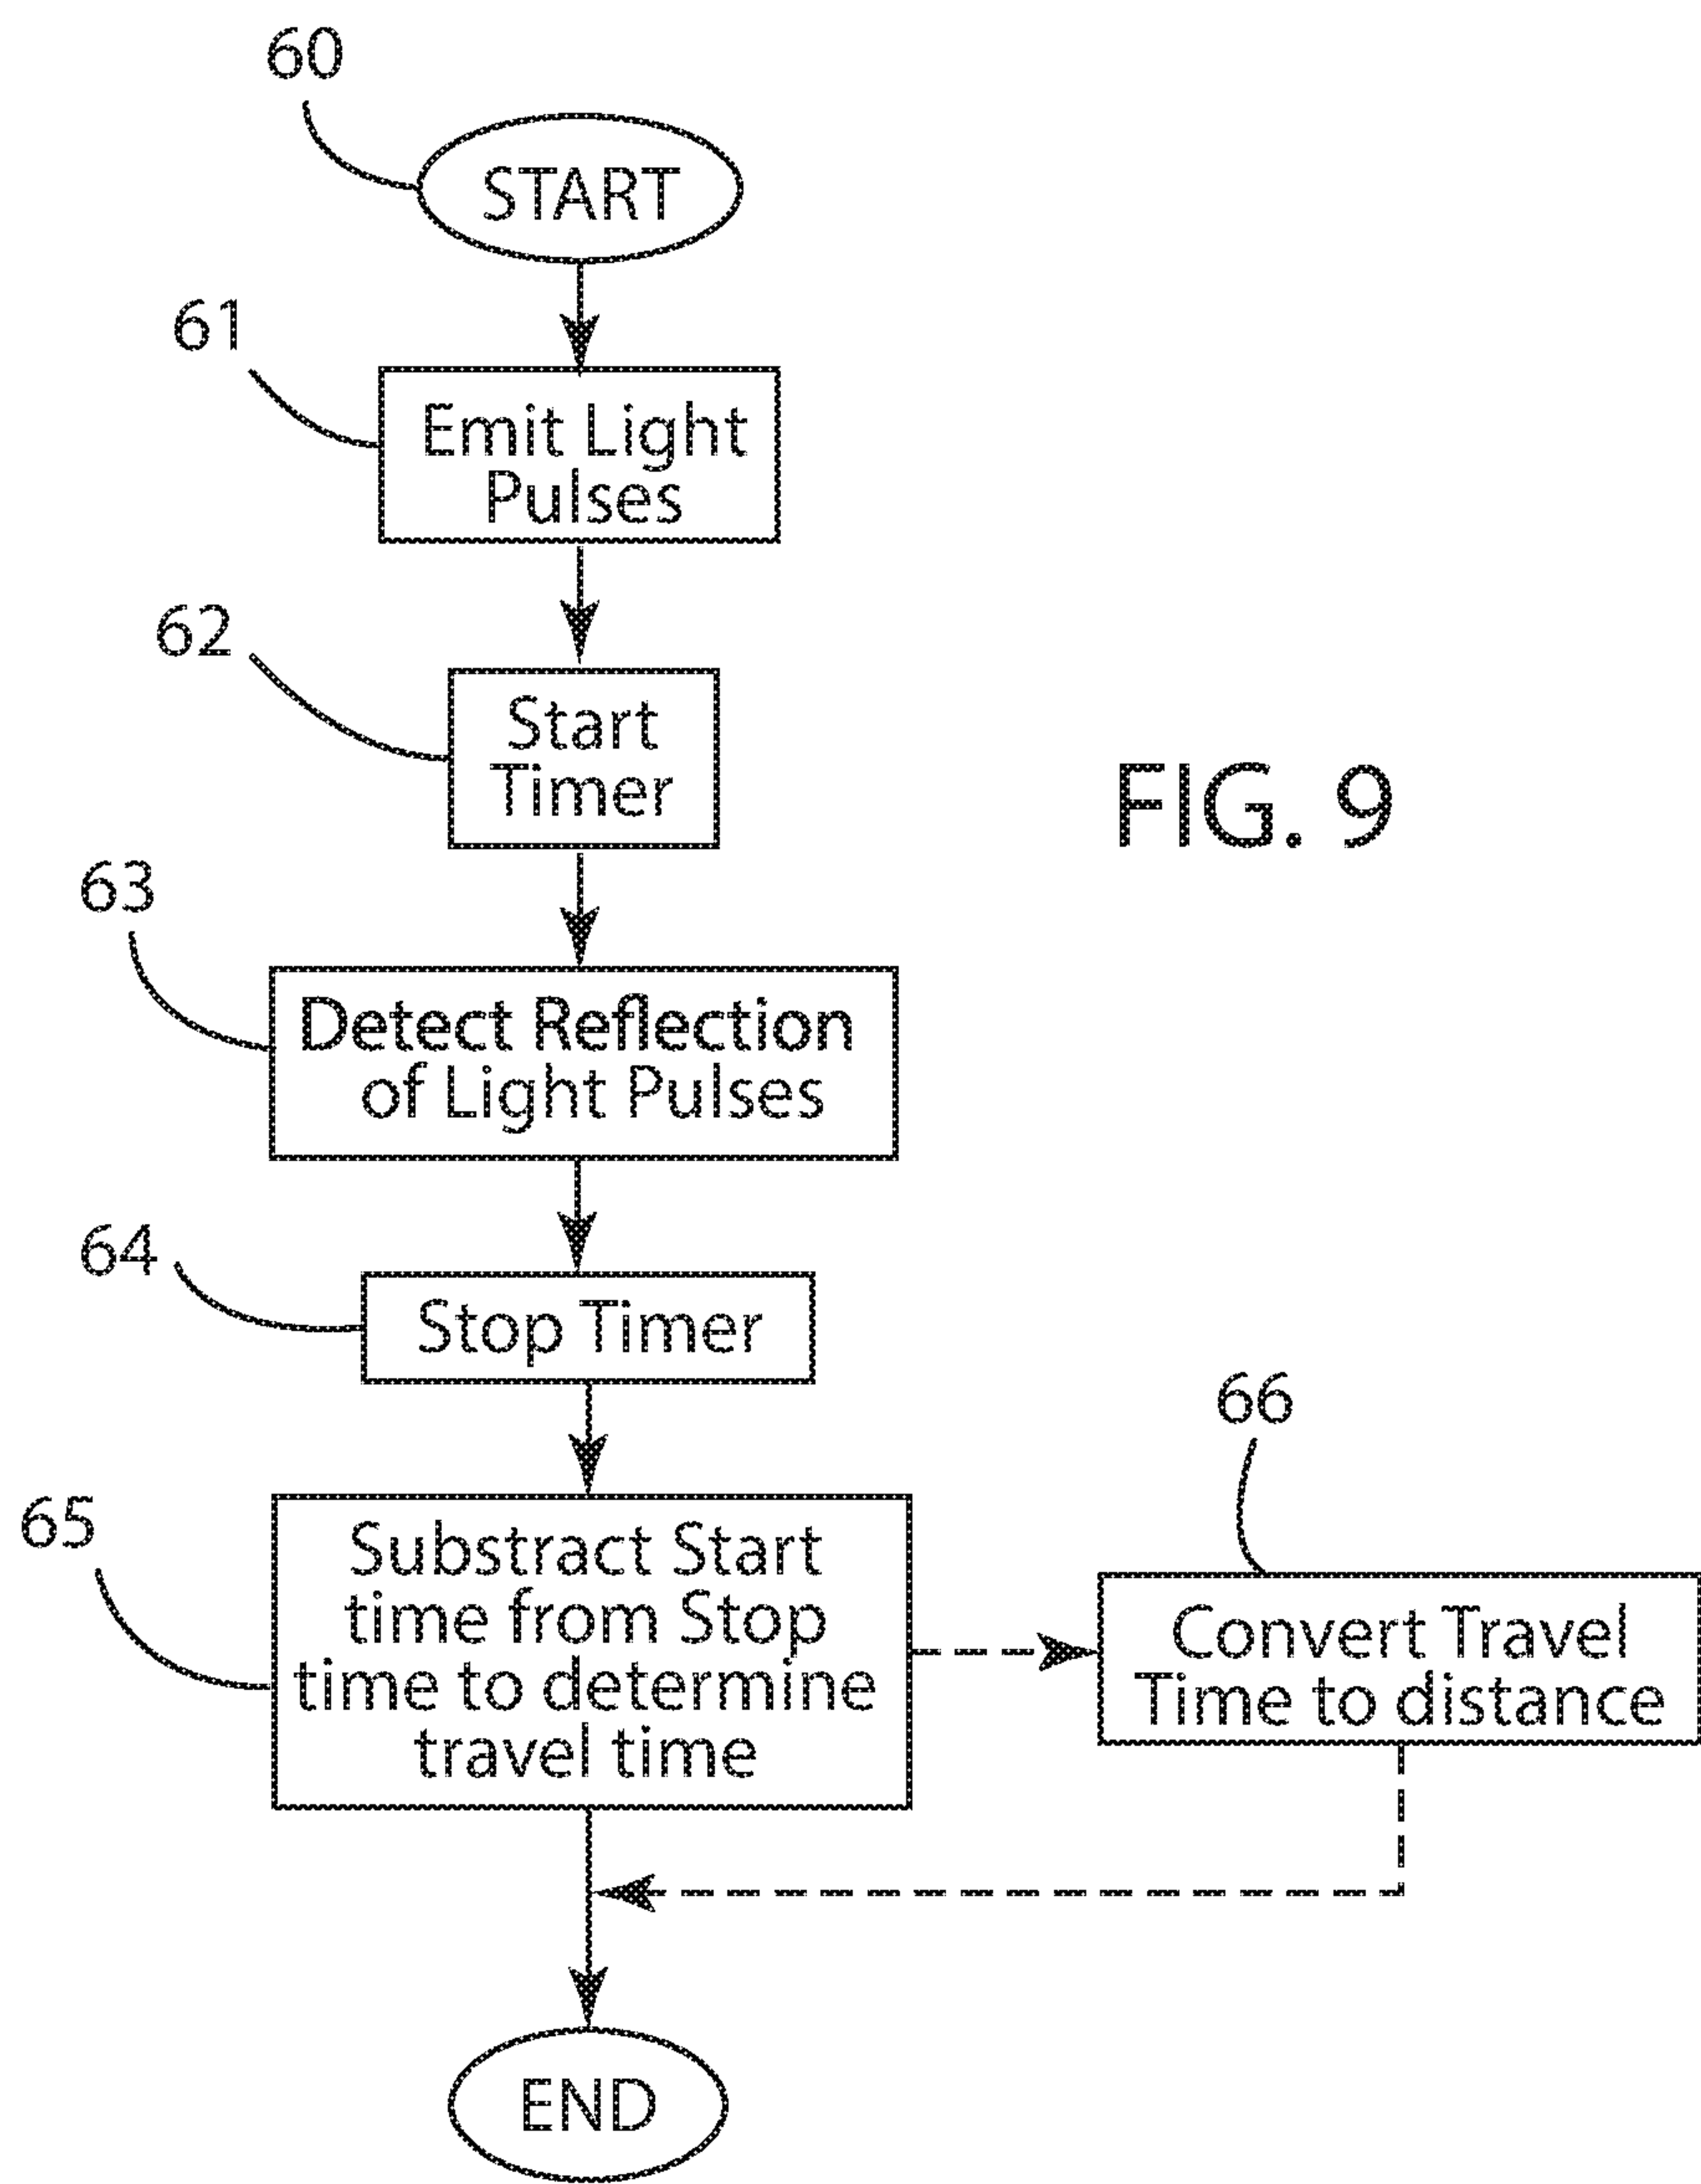 60
START
61
Emit Light
Pulses
62
Start
Timer
FIG. 9
63
Detect Reflection
of Light Pulses
64
Stop Timer
65
Substract Start
time from Stop
time to determine
travel time
66
Convert Travel
Time to distance
END